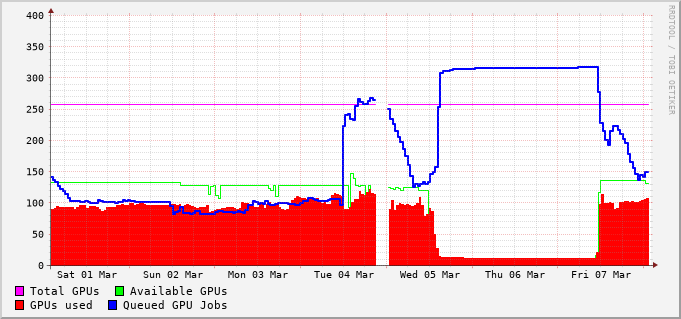 400
350
300
250
200
150
100
50
0
Sat 01 Mar Sun 02 Mar Mon 03 Mar Tue 04 Mar Wed 05 Mar Thu 06 Mar Fri 07 Mar
Total GPUs Available GPUs
GPUs used Queued GPU Jobs
RRDTOOL / TOBI OETIKER